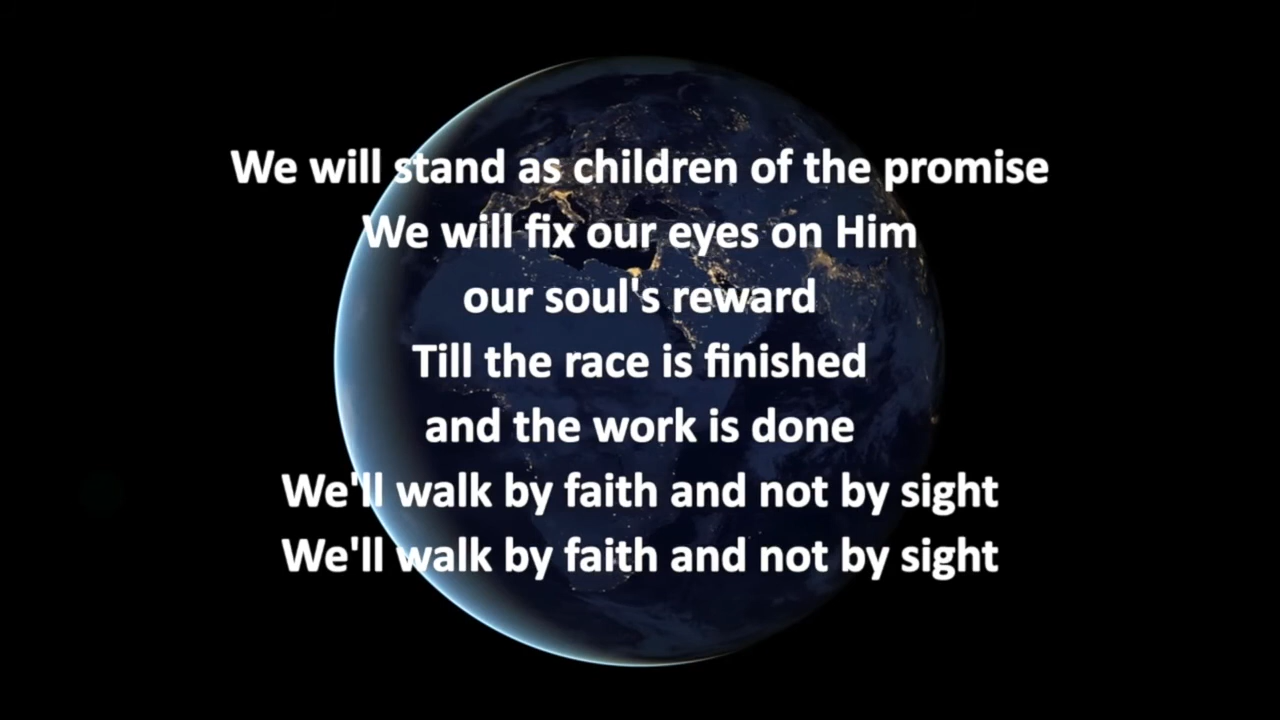 We will stand as children of the promise
We will fix our eyes on Him
our soul's reward
Till the race is finished
and the work is done
We'll walk by faith and not by sight
We'll walk by faith and not by sight